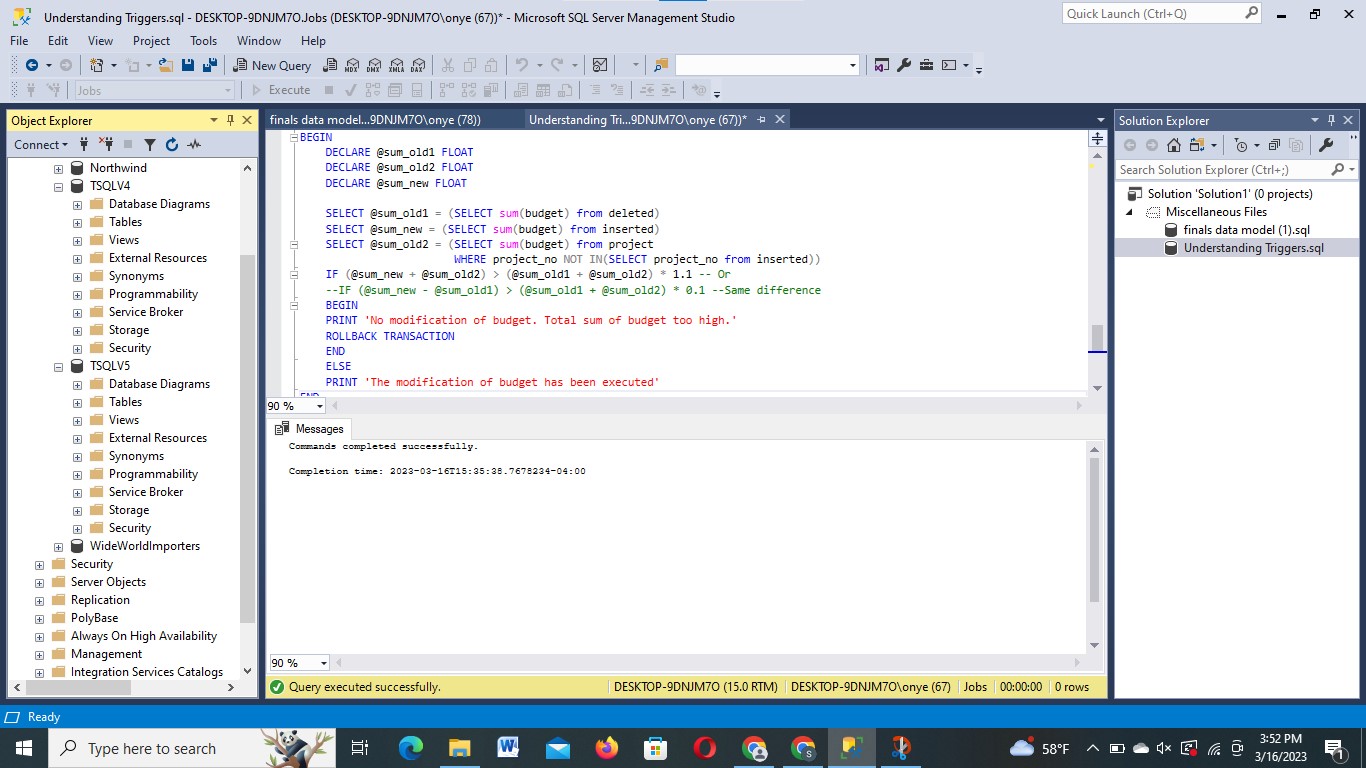 Understanding Triggers.sql - DESKTOP-9DNJM7O.Jobs (DESKTOP-9DNJM7O\onye (67))* - Microsoft SQL Server Management Studio
Quick Launch (Ctrl+Q)
File Edit View Project Tools Window Help
New Query
MDX DMX XMLA DAX
Jobs
Execute
Object Explorer
Connect
Northwind
TSQLV4
Database Diagrams
Tables
Views
External Resources
Synonyms
Programmability
Service Broker
Storage
Security
TSQLV5
Database Diagrams
Tables
Views
External Resources
Synonyms
Programmability
Service Broker
Storage
Security
WideWorldImporters
Security
Server Objects
Replication
PolyBase
Always On High Availability
Management
Integration Services Catalogs
finals data model...9DNJM7O\onye (78))
Understanding Tri...9DNJM7O\onye (67))*
BEGIN
DECLARE @sum_old1 FLOAT
DECLARE @sum_old2 FLOAT
DECLARE @sum_new FLOAT
SELECT @sum_old1 = (SELECT sum(budget) from deleted)
SELECT @sum_new = (SELECT sum(budget) from inserted)
SELECT @sum_old2 = (SELECT sum(budget) from project
WHERE project_no NOT IN(SELECT project_no from inserted))
IF (@sum_new + @sum_old2) > (@sum_old1 + @sum_old2) * 1.1 -- Or
--IF (@sum_new - @sum_old1) > (@sum_old1 + @sum_old2) * 0.1 --Same difference
BEGIN
PRINT 'No modification of budget. Total sum of budget too high.'
ROLLBACK TRANSACTION
END
ELSE
PRINT 'The modification of budget has been executed'
END
90 %
Messages
Commands completed successfully.
Completion time: 2023-03-16T15:35:38.7678234-04:00
90 %
Query executed successfully.
DESKTOP-9DNJM7O (15.0 RTM)
DESKTOP-9DNJM7O\onye (67)
Jobs
00:00:00
0 rows
Solution Explorer
Search Solution Explorer (Ctrl+;)
Solution 'Solution1' (0 projects)
Miscellaneous Files
finals data model (1).sql
Understanding Triggers.sql
Ready
Type here to search
58°F
3:52 PM
3/16/2023
1